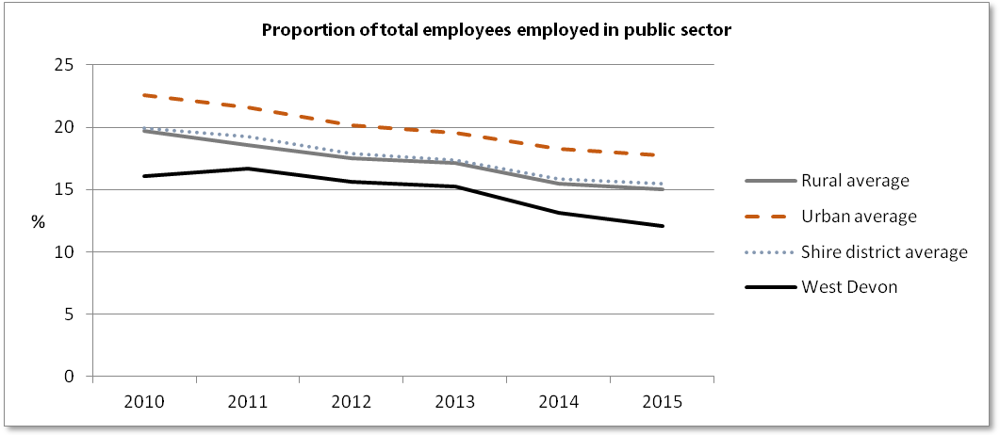 Proportion of total employees employed in public sector
25
20
15
10
5
0
%
2010 2011 2012 2013 2014 2015
Rural average
Urban average
Shire district average
West Devon